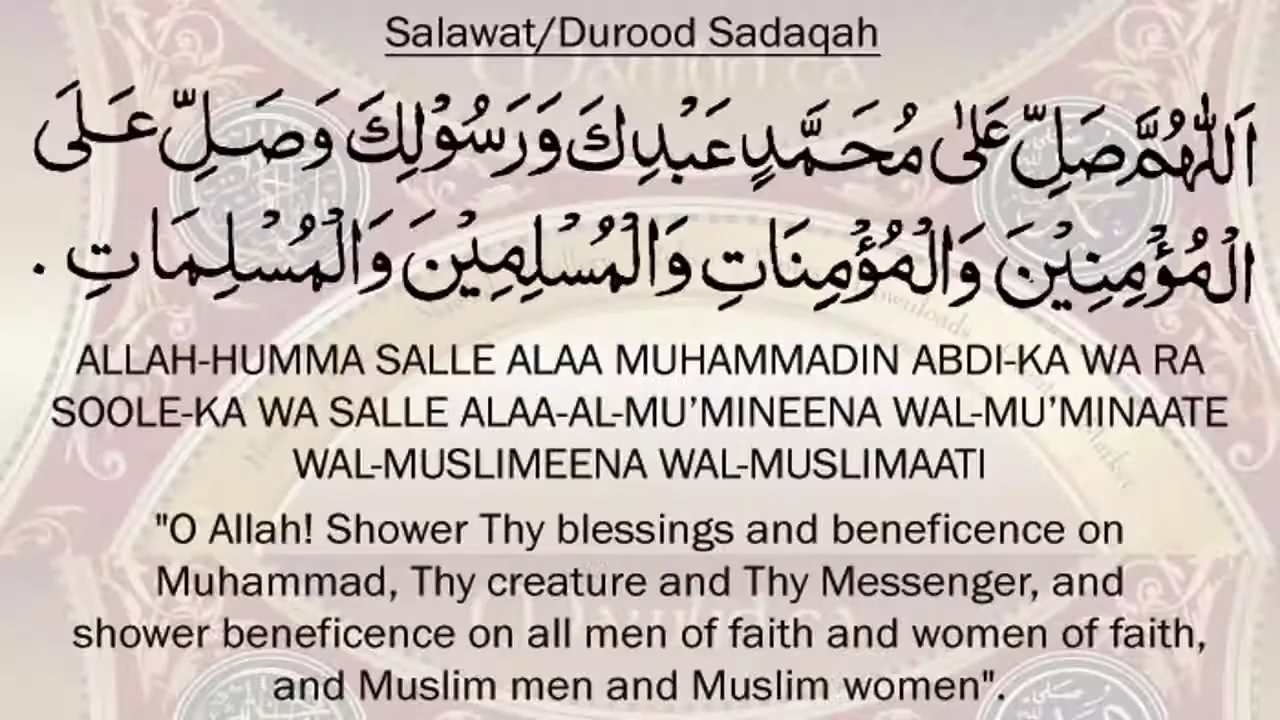 Salawat/Durood Sadaqah
اَللّٰهُمَّ صَلِّ عَلىٰ مُحَمَّدٍ عَبْدِكَ وَرَسُوْلِكَ وَصَلِّ عَلَى
الْمُؤْمِنِيْنَ وَالْمُؤْمِنَاتِ وَالْمُسْلِمِيْنَ وَالْمُسْلِمَاتِ .
ALLAH-HUMMA SALLE ALAA MUHAMMADIN ABDI-KA WA RA
SOOLE-KA WA SALLE ALAA-AL-MU’MINEENA WAL-MU’MINAATE
WAL-MUSLIMEENA WAL-MUSLIMAATI
"O Allah! Shower Thy blessings and beneficence on
Muhammad, Thy creature and Thy Messenger, and
shower beneficence on all men of faith and women of faith,
and Muslim men and Muslim women".